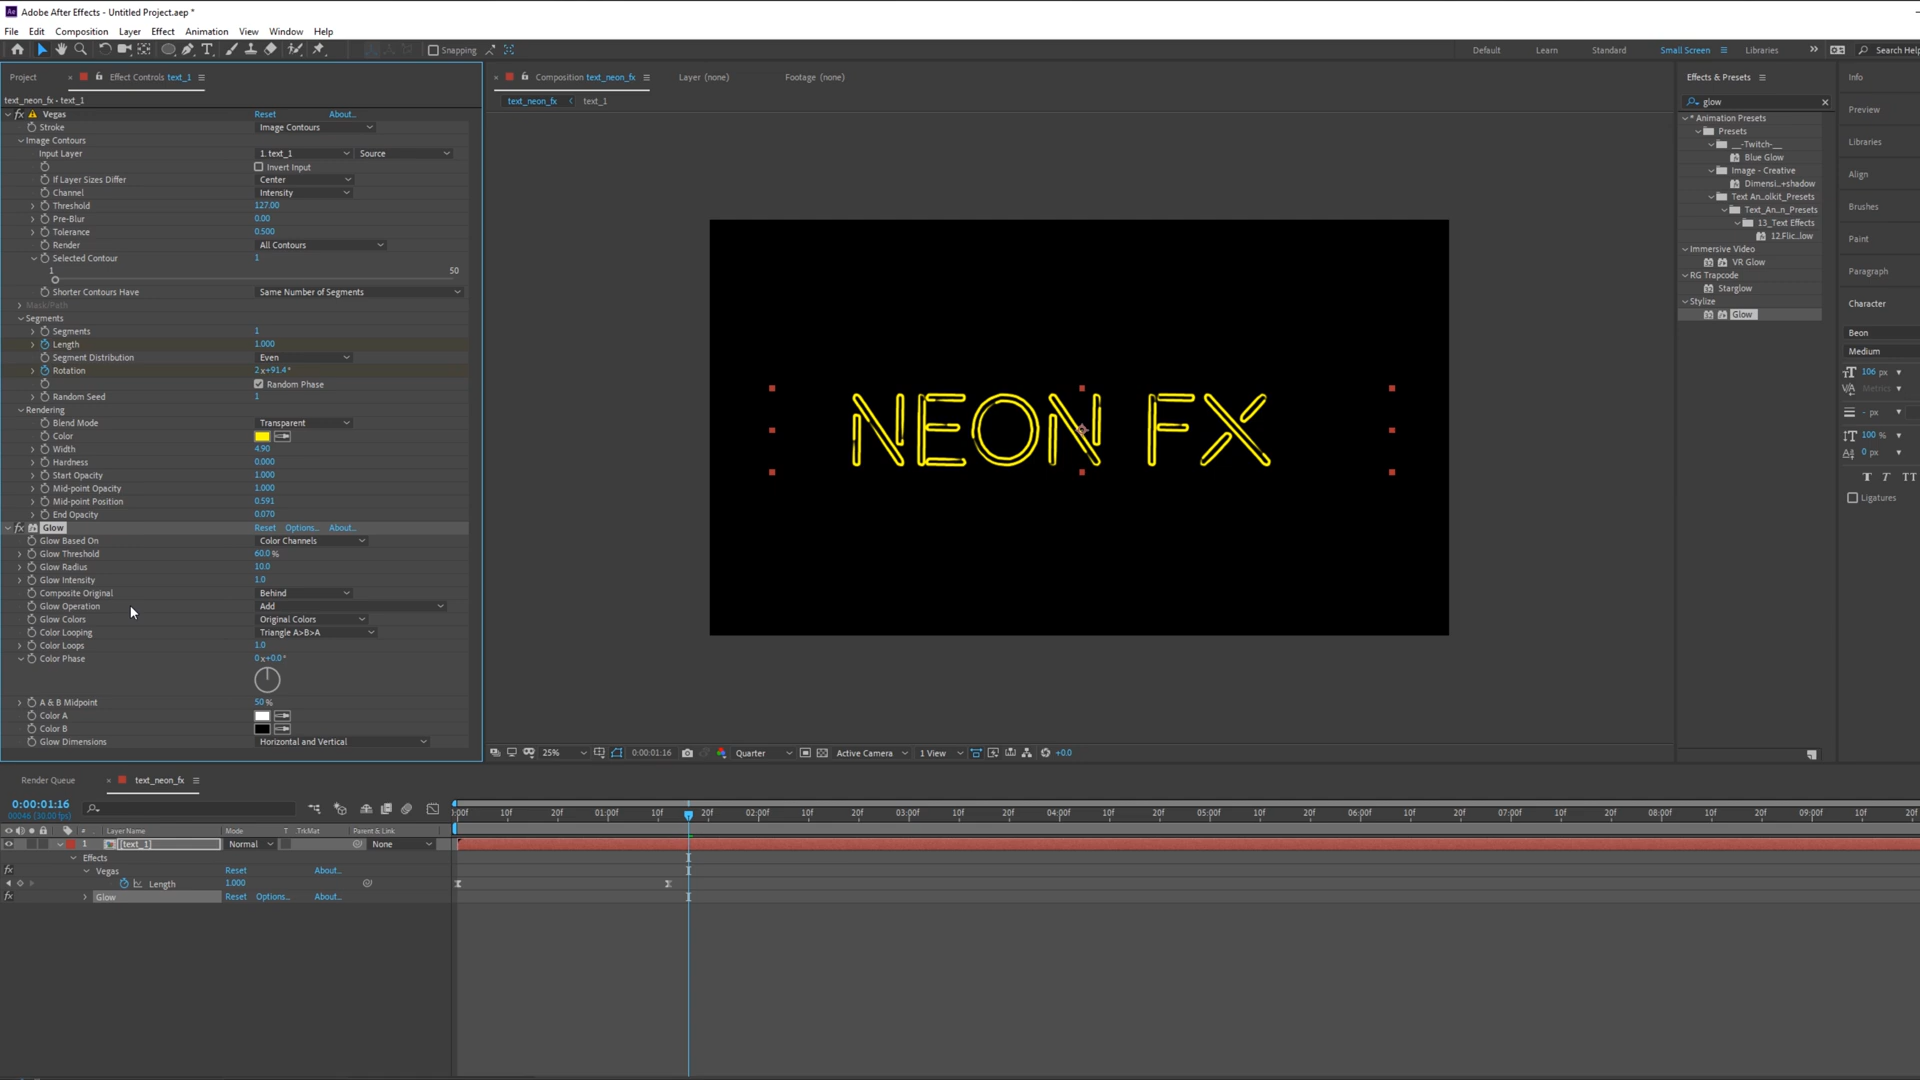 Adobe After Effects - Untitled Project.aep *
File Edit Composition Layer Effect Animation View Window Help
Snapping
Default Learn Standard Small Screen Libraries Search Help
Project Effect Controls text_1
Composition text_neon_fx Layer (none) Footage (none)
text_neon_fx • text_1
text_neon_fx text_1
fx Vegas Reset About...
Stroke Image Contours
Image Contours
Input Layer 1. text_1 Source
Invert Input
If Layer Sizes Differ Center
Channel Intensity
Threshold 127.00
Pre-Blur 0.00
Tolerance 0.500
Render All Contours
Selected Contour 1
1 50
Shorter Contours Have Same Number of Segments
Mask/Path
Segments
Segments 1
Length 1.000
Segment Distribution Even
Rotation 2x+91.4°
Random Phase
Random Seed 1
Rendering
Blend Mode Transparent
Color
Width 4.90
Hardness 0.000
Start Opacity 1.000
Mid-point Opacity 1.000
Mid-point Position 0.591
End Opacity 0.070
fx Glow Reset Options... About...
Glow Based On Color Channels
Glow Threshold 60.0 %
Glow Radius 10.0
Glow Intensity 1.0
Composite Original Behind
Glow Operation Add
Glow Colors Original Colors
Color Looping Triangle A>B>A
Color Loops 1.0
Color Phase 0x+0.0°
A & B Midpoint 50 %
Color A
Color B
Glow Dimensions Horizontal and Vertical
NEON FX
25% 0:00:01:16 Quarter Active Camera 1 View +0.0
Effects & Presets
glow
* Animation Presets
Presets
__-Twitch-__
Blue Glow
Image - Creative
Dimensi...+shadow
Text An...olkit_Presets
Text_An...n_Presets
13_Text Effects
12.Flic...low
Immersive Video
VR Glow
RG Trapcode
Starglow
Stylize
Glow
Info
Preview
Libraries
Align
Brushes
Paint
Paragraph
Character
Beon
Medium
106 px
Metrics
- px
100 %
0 px
T T TT
Ligatures
Render Queue text_neon_fx
0:00:01:16
00046 (30.00 fps)
:00f 10f 20f 01:00f 10f 20f 02:00f 10f 20f 03:00f 10f 20f 04:00f 10f 20f 05:00f 10f 20f 06:00f 10f 20f 07:00f 10f 20f 08:00f 10f 20f 09:00f 10f 20f
# Layer Name Mode T TrkMat Parent & Link
1 [text_1] Normal None
Effects
fx Vegas Reset About...
Length 1.000
fx Glow Reset Options... About...